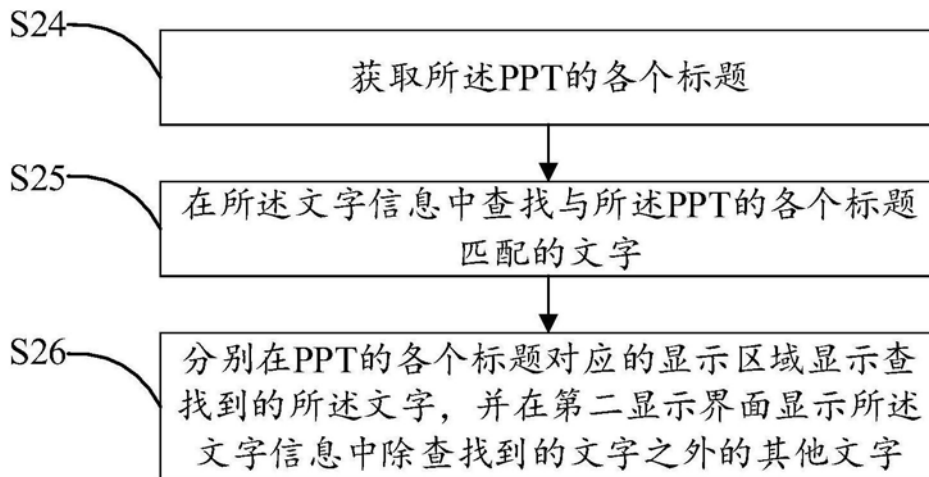 S24
获取所述PPT的各个标题
S25
在所述文字信息中查找与所述PPT的各个标题
匹配的文字
S26
分别在PPT的各个标题对应的显示区域显示查
找到的所述文字，并在第二显示界面显示所述
文字信息中除查找到的文字之外的其他文字